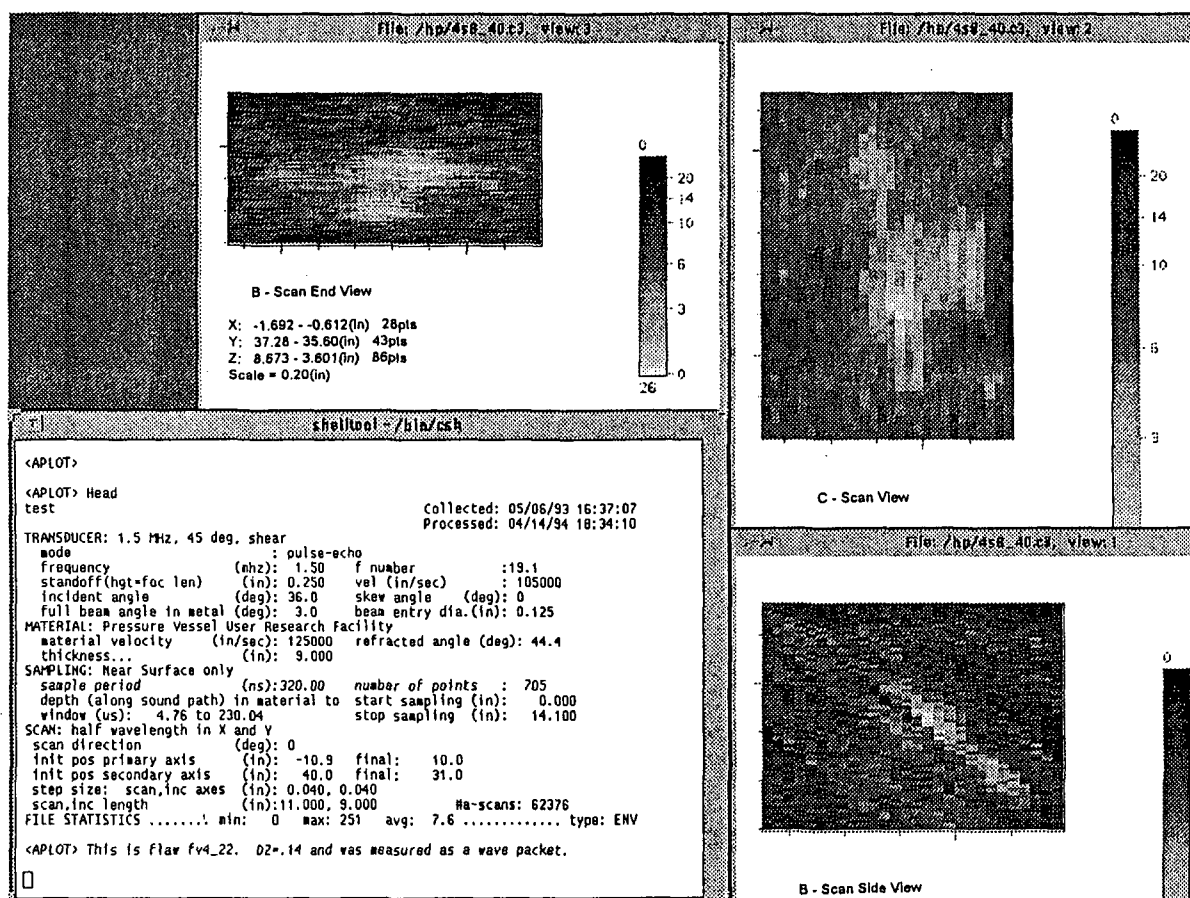 File: /hp/4s8_40.c3, view:3
0
20
14
10
6
3
0
26
B - Scan End View
X: -1.692 - -0.612(in) 28pts
Y: 37.28 - 35.60(in) 43pts
Z: 8.673 - 3.601(in) 86pts
Scale = 0.20(in)
File: /hp/4s8_40.c3, view:2
0
20
14
10
6
3
C - Scan View
shelltool - /bin/csh
<APLOT>
<APLOT> Head
test Collected: 05/06/93 16:37:07
Processed: 04/14/94 18:34:10
TRANSDUCER: 1.5 MHz, 45 deg, shear
mode : pulse-echo
frequency (mhz): 1.50 f number :19.1
standoff(hgt=foc len) (in): 0.250 vel (in/sec) : 105000
incident angle (deg): 36.0 skew angle (deg): 0
full beam angle in metal (deg): 3.0 beam entry dia.(in): 0.125
MATERIAL: Pressure Vessel User Research Facility
material velocity (in/sec): 125000 refracted angle (deg): 44.4
thickness... (in): 9.000
SAMPLING: Near Surface only
sample period (ns):320.00 number of points : 705
depth (along sound path) in material to start sampling (in): 0.000
window (us): 4.76 to 230.04 stop sampling (in): 14.100
SCAN: half wavelength in X and Y
scan direction (deg): 0
init pos primary axis (in): -10.9 final: 10.0
init pos secondary axis (in): 40.0 final: 31.0
step size: scan,inc axes (in): 0.040, 0.040
scan,inc length (in):11.000, 9.000 #a-scans: 62376
FILE STATISTICS .......: min: 0 max: 251 avg: 7.6 ............. type: ENV
<APLOT> This is flaw fv4_22. D2=.14 and was measured as a wave packet.
File: /hp/4s8_40.c3, view:1
0
B - Scan Side View